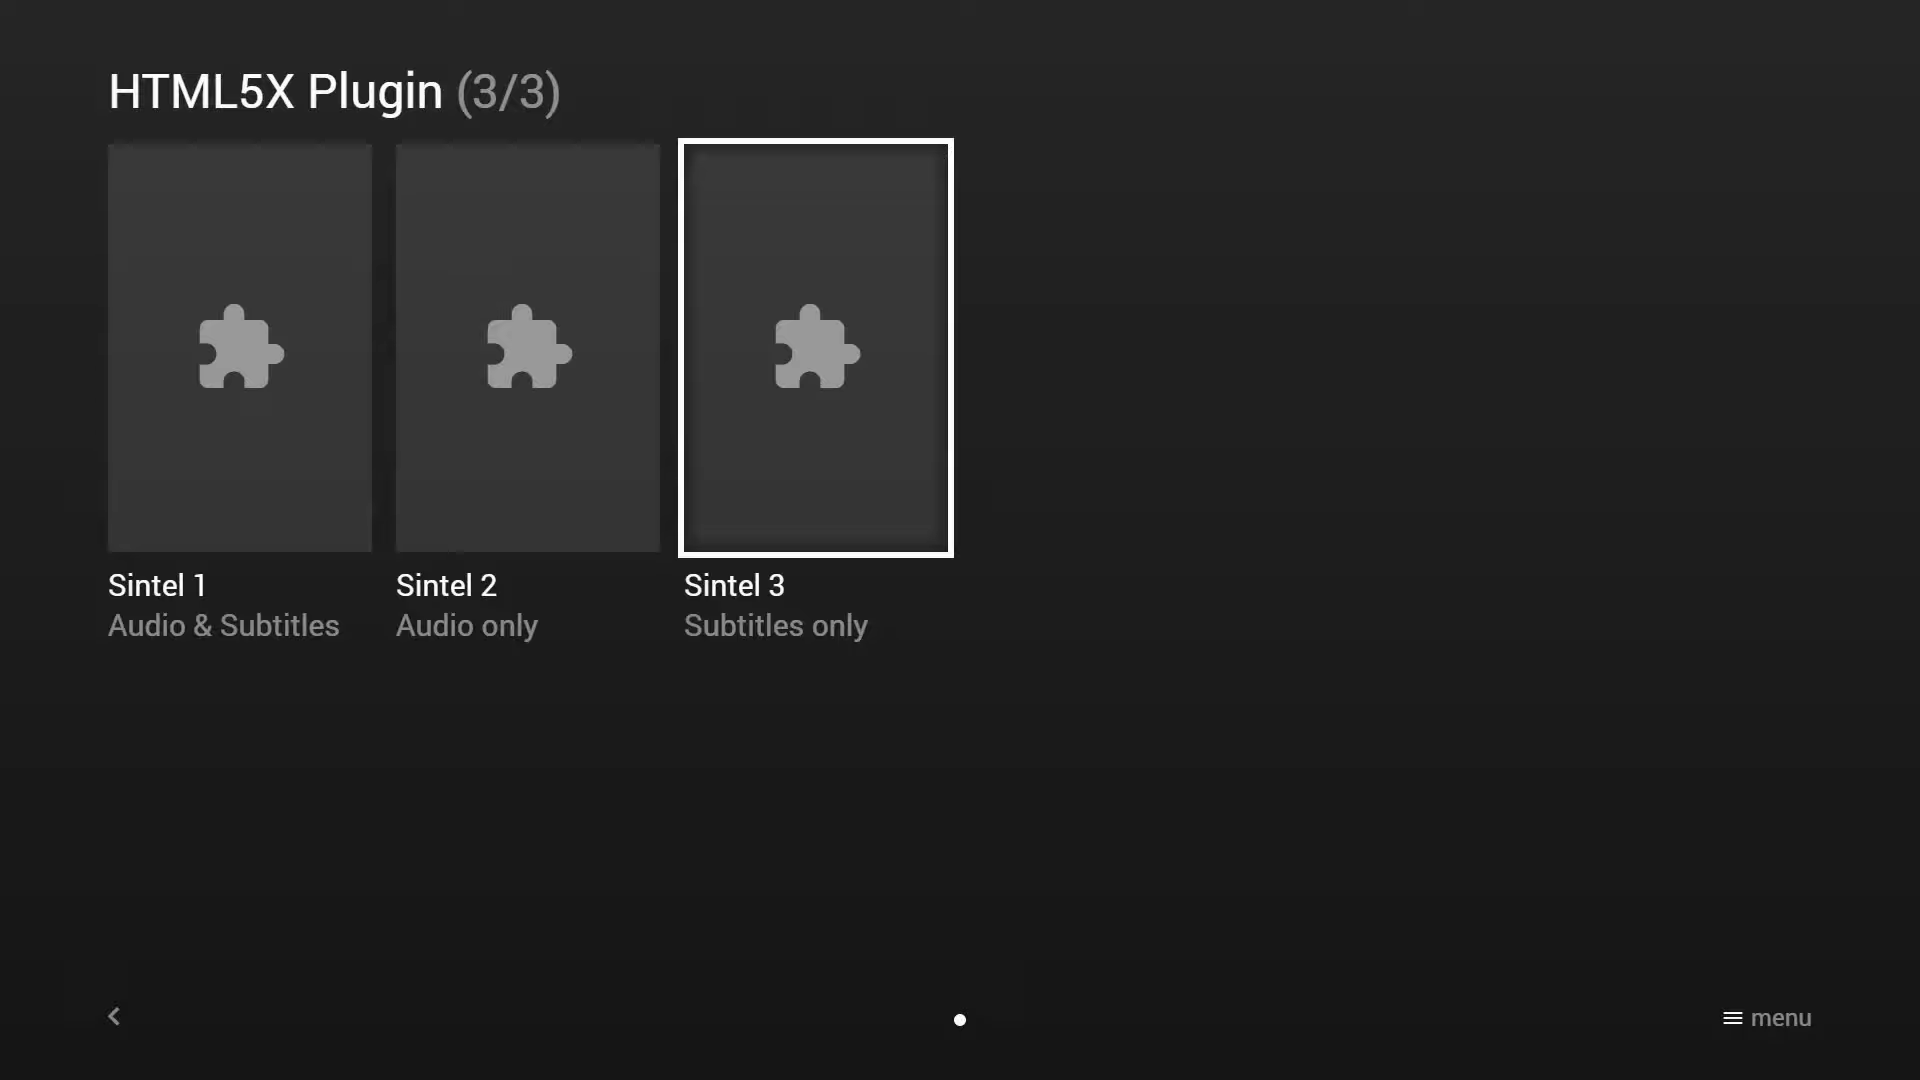 HTML5X Plugin (3/3)
Sintel 1
Audio & Subtitles
Sintel 2
Audio only
Sintel 3
Subtitles only
menu